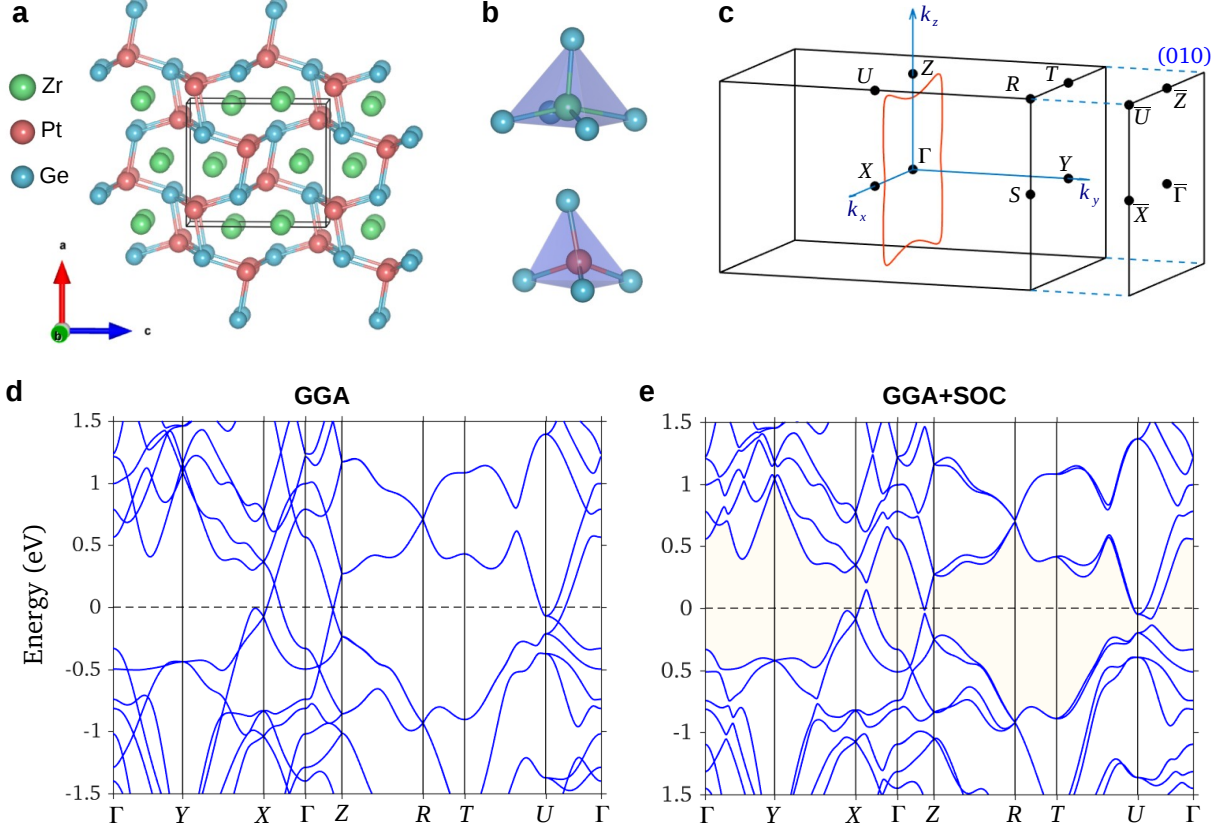 a
Zr
Pt
Ge
a
b
c
b
c
k_z
(010)
U
Z
R
T
U̅
Z̅
X
Γ
Y
S
k_x
k_y
X̅
Γ̅
d
GGA
Energy (eV)
1.5
1
0.5
0
-0.5
-1
-1.5
Γ Y X Γ Z R T U Γ
e
GGA+SOC
1.5
1
0.5
0
0.5
-1
1.5
Γ Y X Γ Z R T U Γ